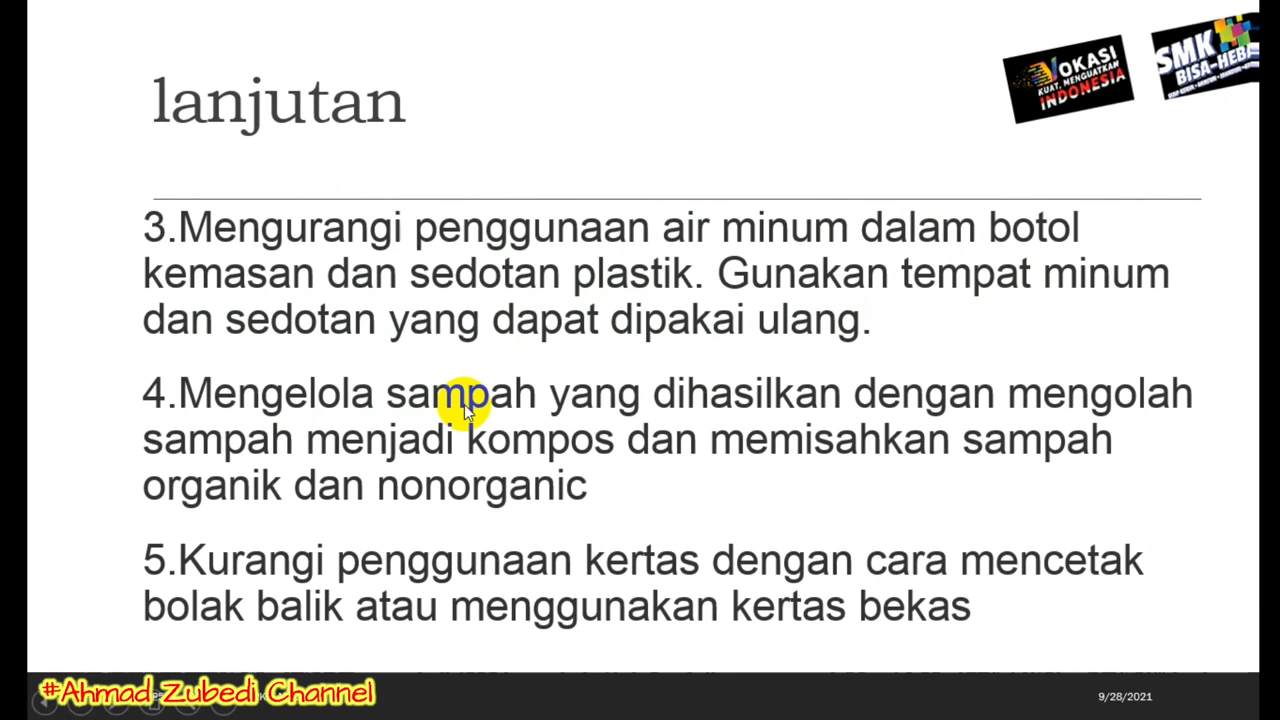 lanjutan
VOKASI
KUAT, MENGUATKAN
INDONESIA
SMK
BISA-HEBA
3.Mengurangi penggunaan air minum dalam botol
kemasan dan sedotan plastik. Gunakan tempat minum
dan sedotan yang dapat dipakai ulang.
4.Mengelola sampah yang dihasilkan dengan mengolah
sampah menjadi kompos dan memisahkan sampah
organik dan nonorganic
5.Kurangi penggunaan kertas dengan cara mencetak
bolak balik atau menggunakan kertas bekas
#Ahmad Zubedi Channel
9/28/2021